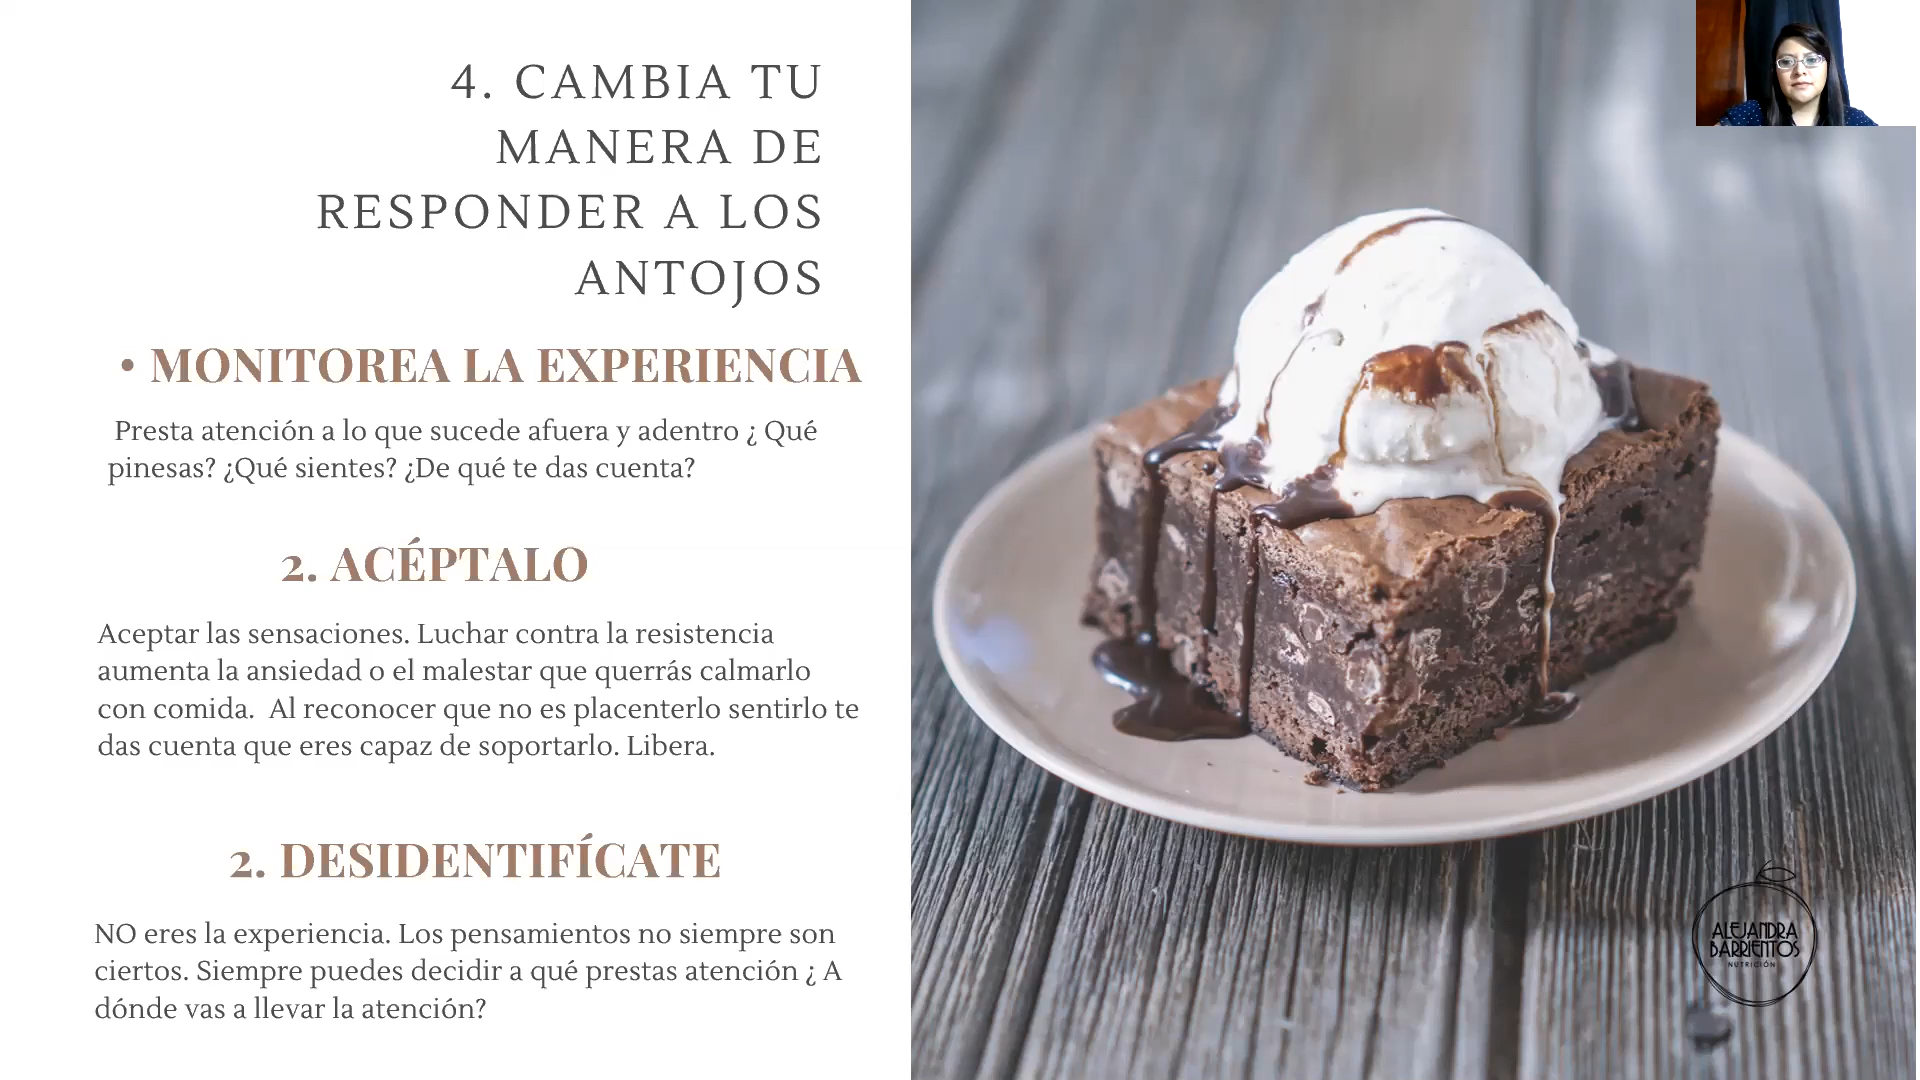 4. CAMBIA TU
MANERA DE
RESPONDER A LOS
ANTOJOS
• MONITOREA LA EXPERIENCIA
Presta atención a lo que sucede afuera y adentro ¿ Qué
pinesas? ¿Qué sientes? ¿De qué te das cuenta?
2. ACÉPTALO
Aceptar las sensaciones. Luchar contra la resistencia
aumenta la ansiedad o el malestar que querrás calmarlo
con comida.  Al reconocer que no es placenterlo sentirlo te
das cuenta que eres capaz de soportarlo. Libera.
2. DESIDENTIFÍCATE
NO eres la experiencia. Los pensamientos no siempre son
ciertos. Siempre puedes decidir a qué prestas atención ¿ A
dónde vas a llevar la atención?
ALEJANDRA
BARRIENTOS
NUTRICIÓN